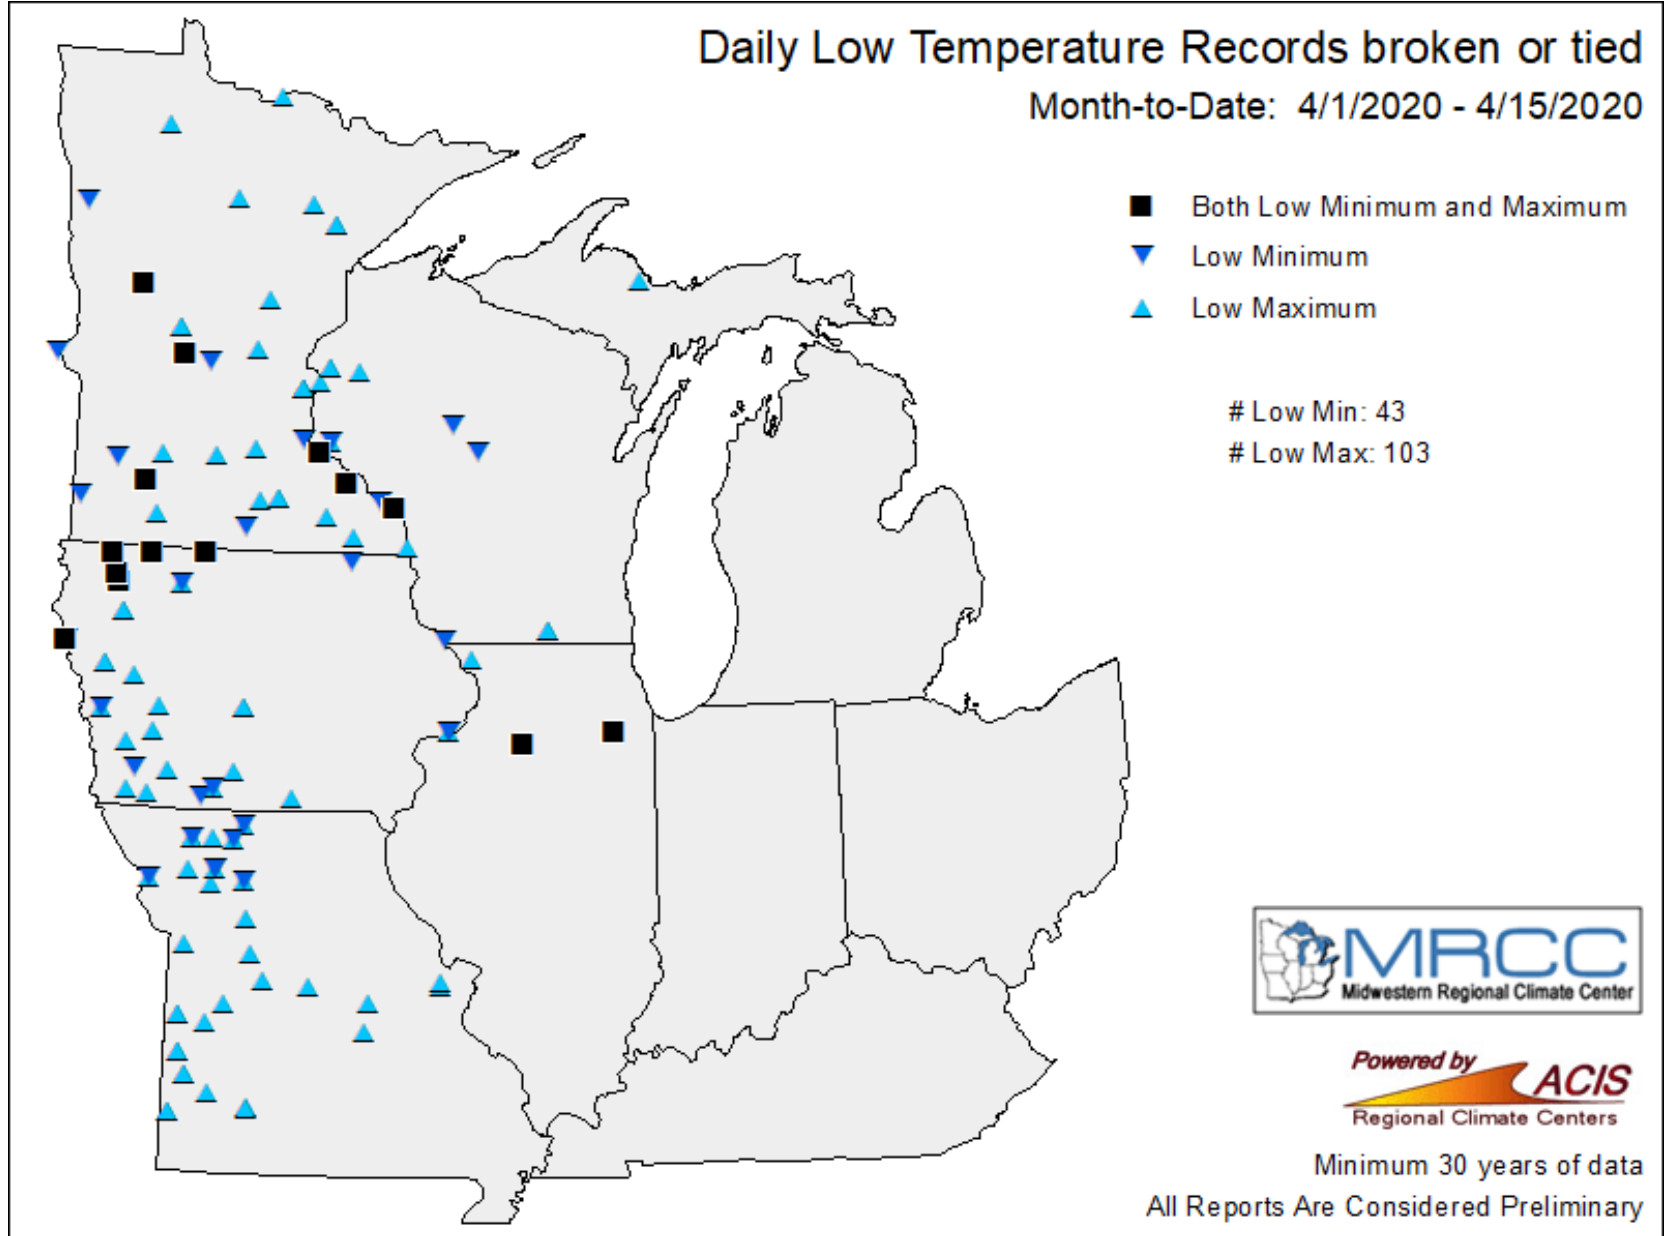 Daily Low Temperature Records broken or tied
Month-to-Date: 4/1/2020 - 4/15/2020
Both Low Minimum and Maximum
Low Minimum
Low Maximum
# Low Min: 43
# Low Max: 103
MRCC
Midwestern Regional Climate Center
Powered by
ACIS
Regional Climate Centers
Minimum 30 years of data
All Reports Are Considered Preliminary